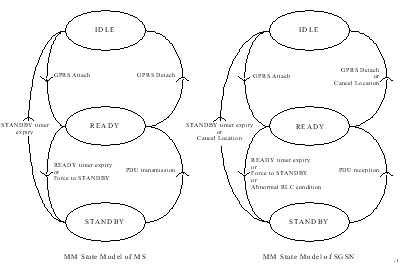 IDLE
GPRS Attach
GPRS Detach
STANDBY timer
expiry
READY
READY timer expiry
or
Force to STANDBY
PDU transmission
STANDBY
MM State Model of MS
IDLE
GPRS Attach
GPRS Detach
or
Cancel Location
STANDBY timer expiry
or
Cancel Location
READY
READY timer expiry
or
Force to STANDBY
or
Abnormal RLC condition
PDU reception
STANDBY
MM State Model of SGSN